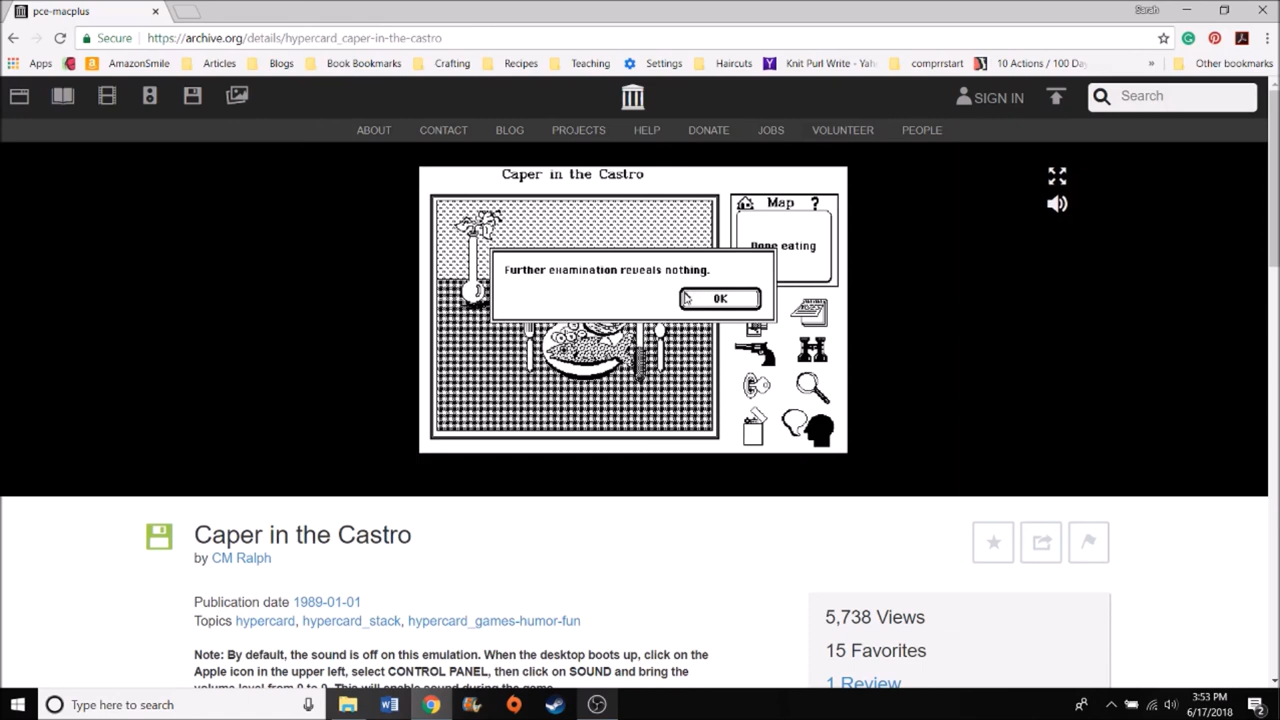 pce-macplus
Sarah
Secure https://archive.org/details/hypercard_caper-in-the-castro
Apps AmazonSmile Articles Blogs Book Bookmarks Crafting Recipes Teaching Settings Haircuts Knit Purl Write - Yah comprrstart 10 Actions / 100 Da » Other bookmarks
SIGN IN Search
ABOUT CONTACT BLOG PROJECTS HELP DONATE JOBS VOLUNTEER PEOPLE
Caper in the Castro
Map ?
Done eating
Further examination reveals nothing.
OK
Caper in the Castro
by CM Ralph
Publication date 1989-01-01
Topics hypercard, hypercard_stack, hypercard_games-humor-fun
Note: By default, the sound is off on this emulation. When the desktop boots up, click on the
Apple icon in the upper left, select CONTROL PANEL, then click on SOUND and bring the
5,738 Views
15 Favorites
1 Review
Type here to search
3:53 PM
6/17/2018
2